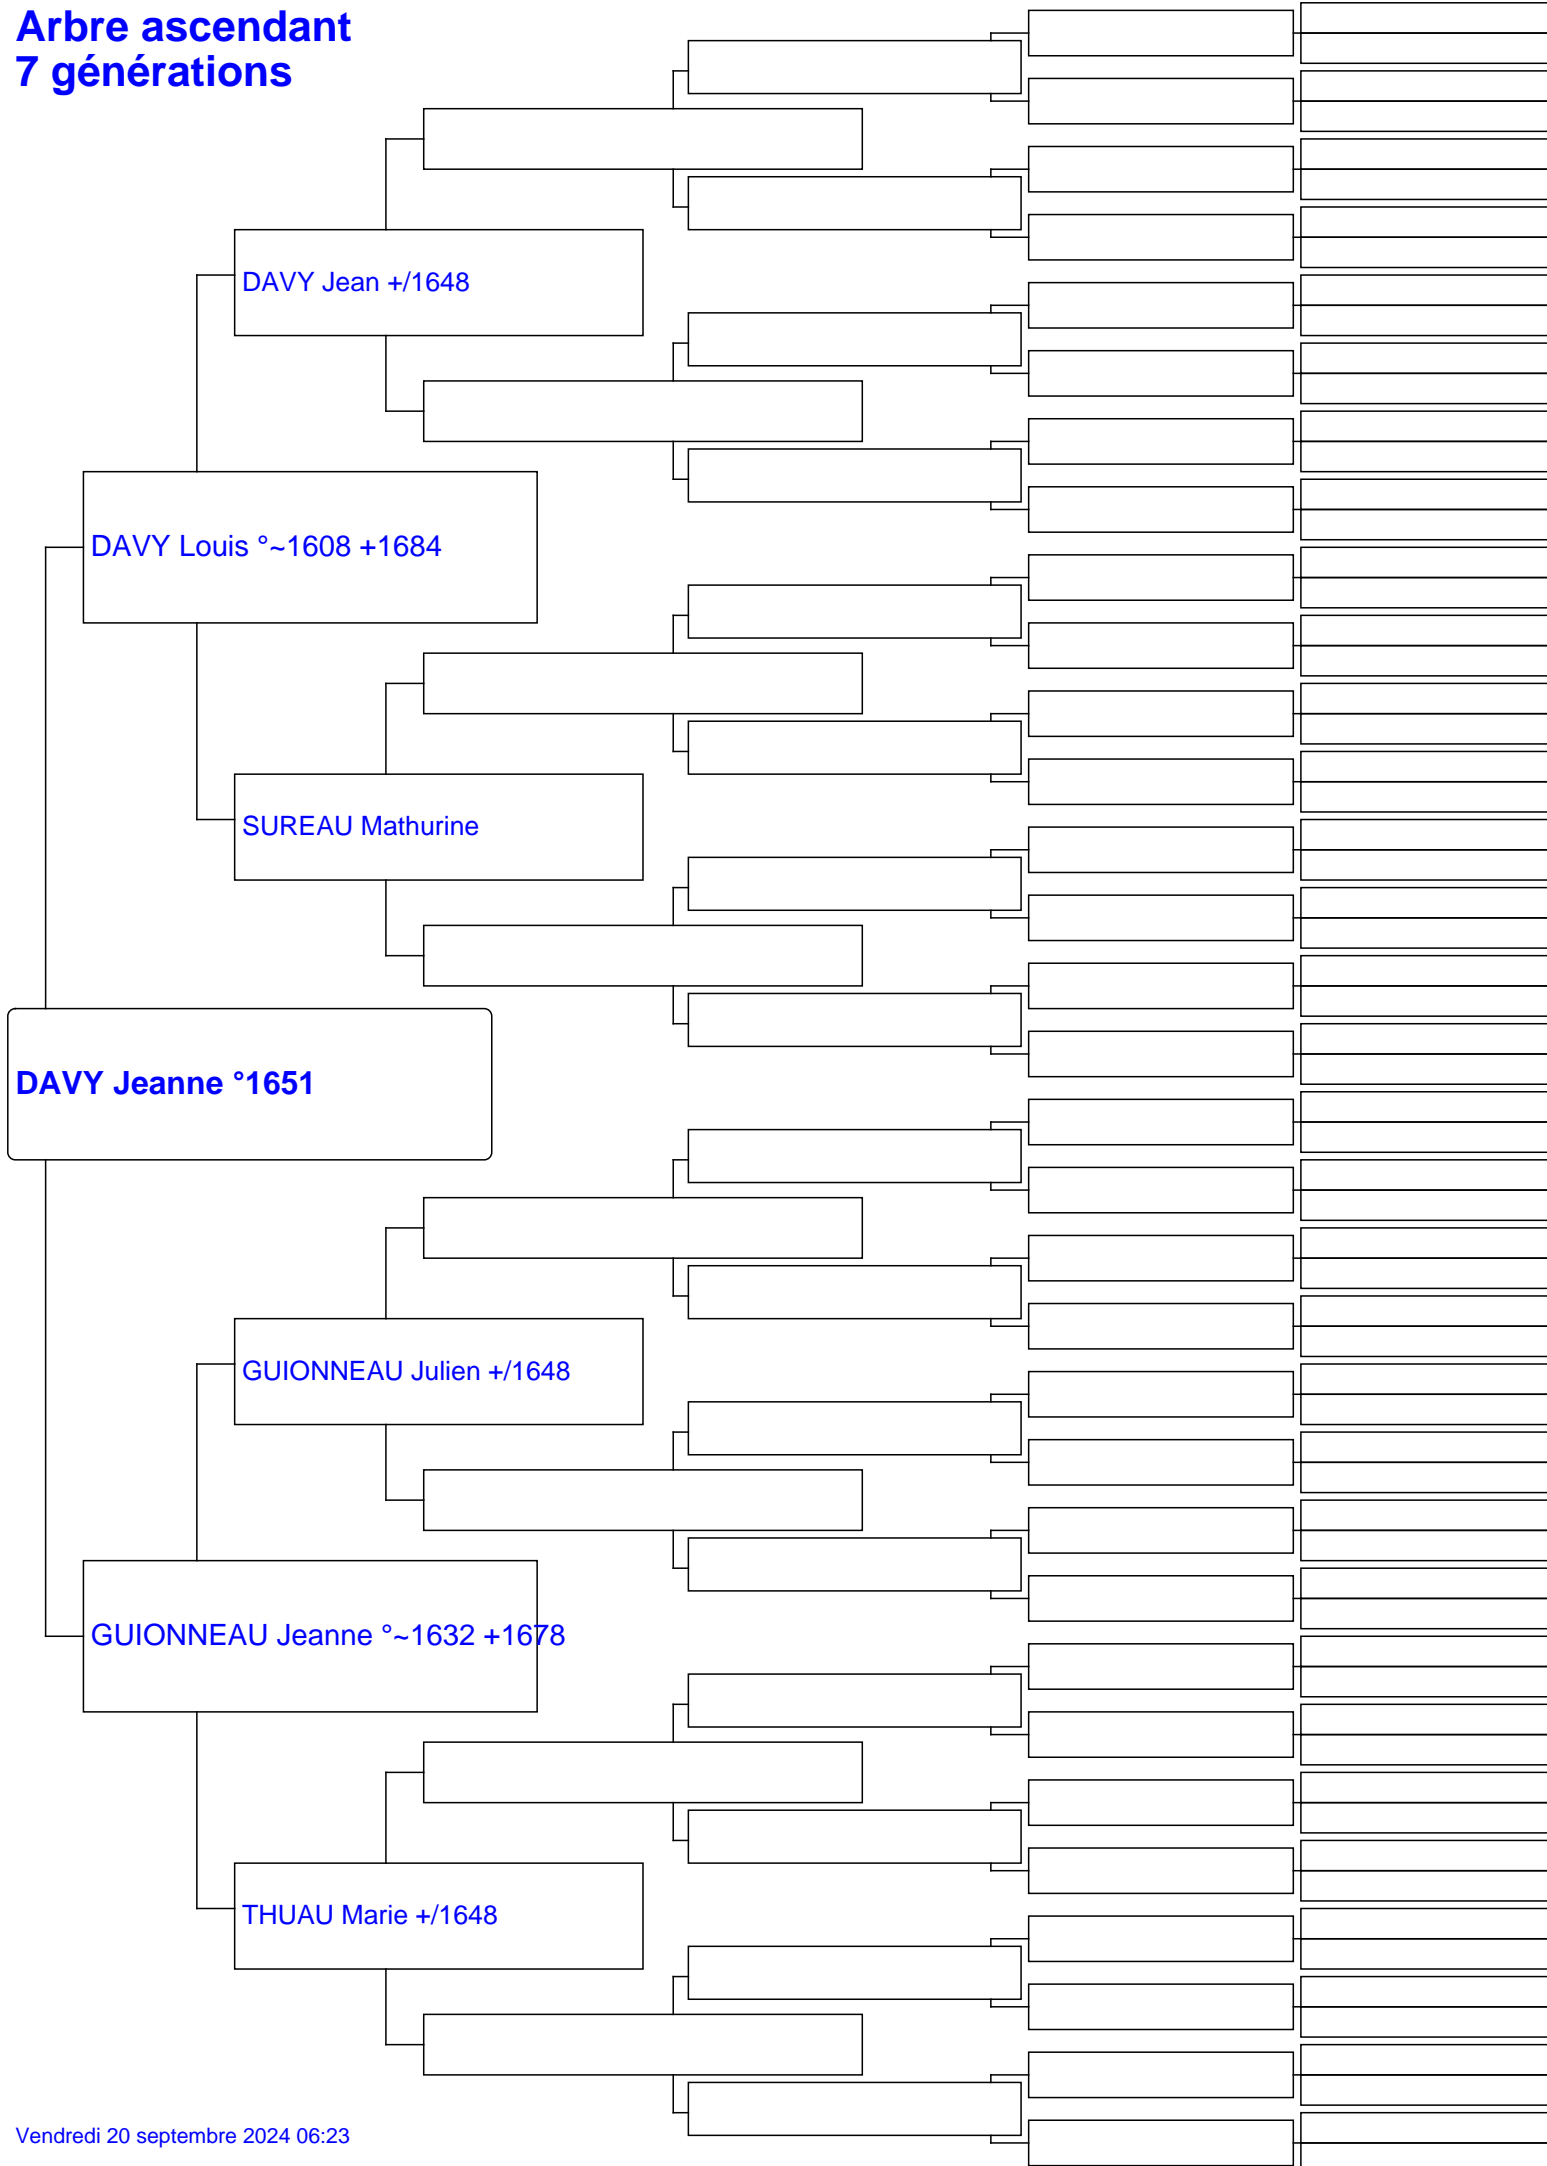 Arbre ascendant
7 générations
DAVY Jean +/1648
DAVY Louis °~1608 +1684
SUREAU Mathurine
DAVY Jeanne °1651
GUIONNEAU Julien +/1648
GUIONNEAU Jeanne °~1632 +1678
THUAU Marie +/1648
Vendredi 20 septembre 2024 06:23